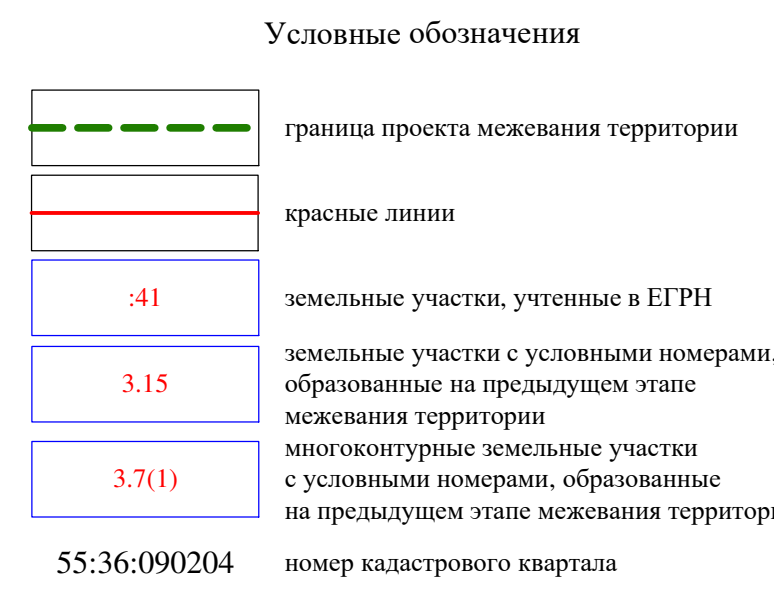 Условные обозначения
граница проекта межевания территории
красные линии
:41
земельные участки, учтенные в ЕГРН
3.15
земельные участки с условными номерами,
образованные на предыдущем этапе
межевания территории
3.7(1)
многоконтурные земельные участки
с условными номерами, образованные
на предыдущем этапе межевания территори
55:36:090204
номер кадастрового квартала